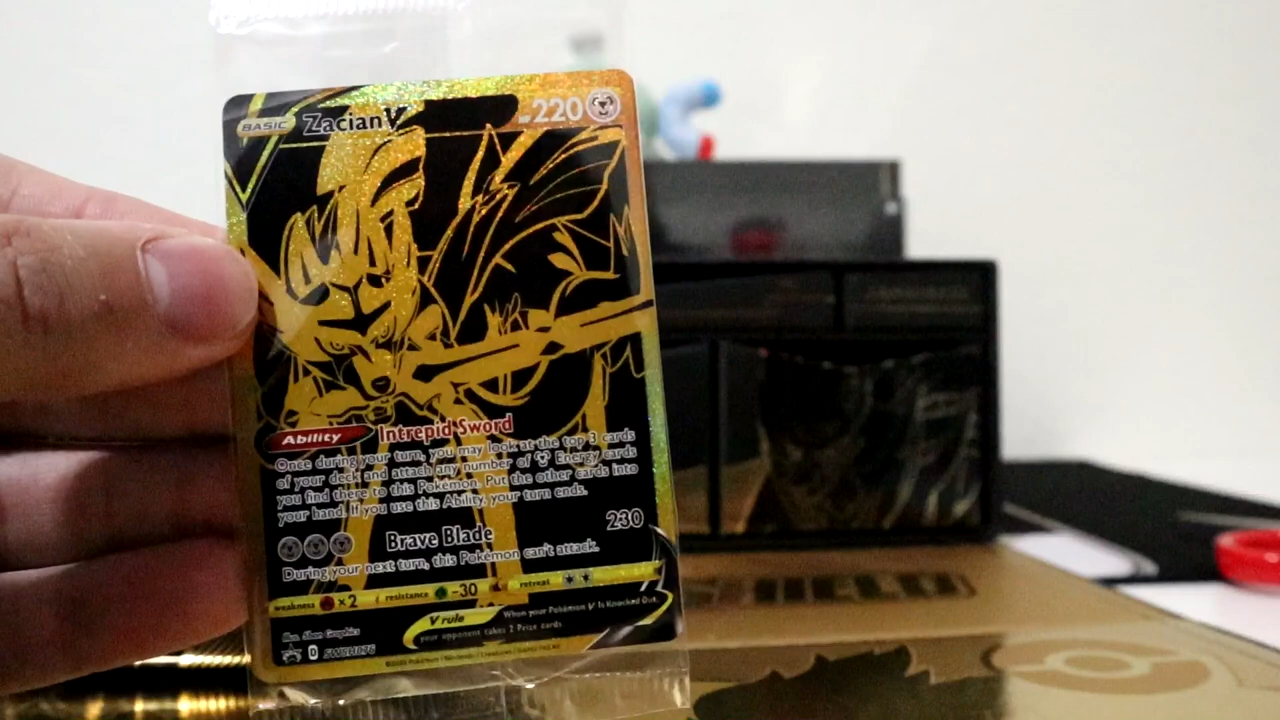 BASIC Zacian V HP 220
Ability Intrepid Sword
Once during your turn, you may look at the top 3 cards
of your deck and attach any number of Energy cards
you find there to this Pokémon. Put the other cards into
your hand. If you use this Ability, your turn ends.
Brave Blade 230
During your next turn, this Pokémon can't attack.
weakness ×2 resistance -30 retreat
V rule When your Pokémon V is Knocked Out,
your opponent takes 2 Prize cards.
Illus. Shon Graphics
D SWSH076